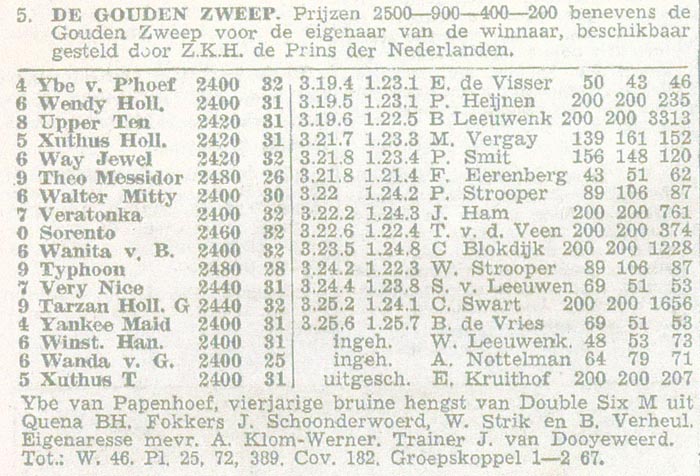 5. DE GOUDEN ZWEEP. Prijzen 2500—900—400—200 benevens de
Gouden Zweep voor de eigenaar van de winnaar, beschikbaar
gesteld door Z.K.H. de Prins der Nederlanden.
4 Ybe v. P'hoef 2400 32 3.19.4 1.23.1 E. de Visser 50 43 46
6 Wendy Holl. 2400 31 3.19.5 1.23.1 P. Heijnen 200 200 235
8 Upper Ten 2420 31 3.19.6 1.22.5 B Leeuwenk 200 200 3313
5 Xuthus Holl. 2420 31 3.21.7 1.23.3 M. Vergay 139 161 152
6 Way Jewel 2420 32 3.21.8 1.23.4 P. Smit 156 148 120
9 Theo Messidor 2480 26 3.21.8 1.21.4 F. Eerenberg 43 51 62
6 Walter Mitty 2400 30 3.22 1.24.2 P. Strooper 89 106 87
7 Veratonka 2400 32 3.22.2 1.24.3 J. Ham 200 200 761
0 Sorento 2460 32 3.22.6 1.22.4 T. v. d. Veen 200 200 374
6 Wanita v. B. 2400 32 3.23.5 1.24.8 C Blokdijk 200 200 1228
9 Typhoon 2480 28 3.24.2 1.22.3 W. Strooper 89 106 87
7 Very Nice 2440 31 3.24.4 1.23.8 S. v. Leeuwen 69 51 53
9 Tarzan Holl. G 2440 32 3.25.2 1.24.1 C. Swart 200 200 1656
4 Yankee Maid 2400 31 3.25.6 1.25.7 B. de Vries 69 51 53
6 Winst. Han. 2400 31 ingeh. W. Leeuwenk. 48 53 73
6 Wanda v. G. 2400 25 ingeh. A. Nottelman 64 79 71
5 Xuthus T 2400 31 uitgesch. E. Kruithof 200 200 207
Ybe van Papenhoef, vierjarige bruine hengst van Double Six M uit
Quena BH. Fokkers J. Schoonderwoerd, W. Strik en B. Verheul.
Eigenaresse mevr. A. Klom-Werner. Trainer J. van Dooyeweerd.
Tot.: W. 46. Pl. 25, 72, 389. Cov. 182. Groepskoppel 1—2 67.